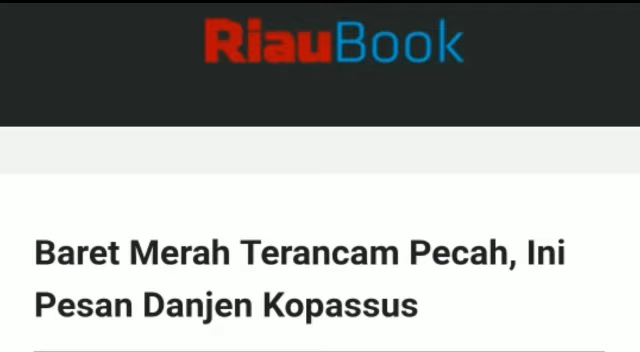 RiauBook
Baret Merah Terancam Pecah, Ini
Pesan Danjen Kopassus